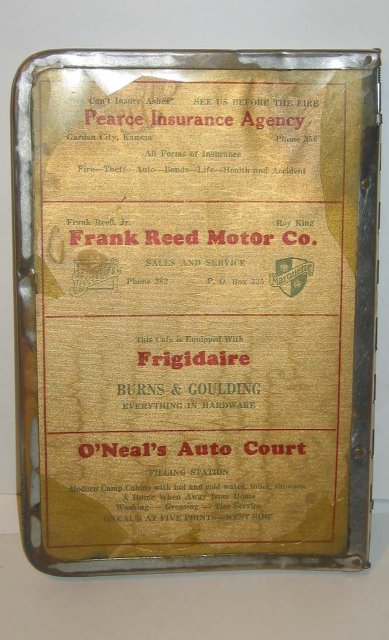 "We Can't Insure Ashes" SEE US BEFORE THE FIRE
Pearce Insurance Agency
Garden City, Kansas Phone 354
All Forms of Insurance
Fire—Theft—Auto—Bonds—Life—Health and Accident
Frank Reed, Jr. Roy King
Frank Reed Motor Co.
SALES AND SERVICE
Phone 382 P. O. Box 335
This Cafe is Equipped With
Frigidaire
BURNS & GOULDING
EVERYTHING IN HARDWARE
O'Neal's Auto Court
FILLING STATION
Modern Camp Cabins with hot and cold water, toilet, showers.
A Home When Away from Home
Washing — Greasing — Tire Service
ONEAL'S AT FIVE POINTS—WEST SIDE